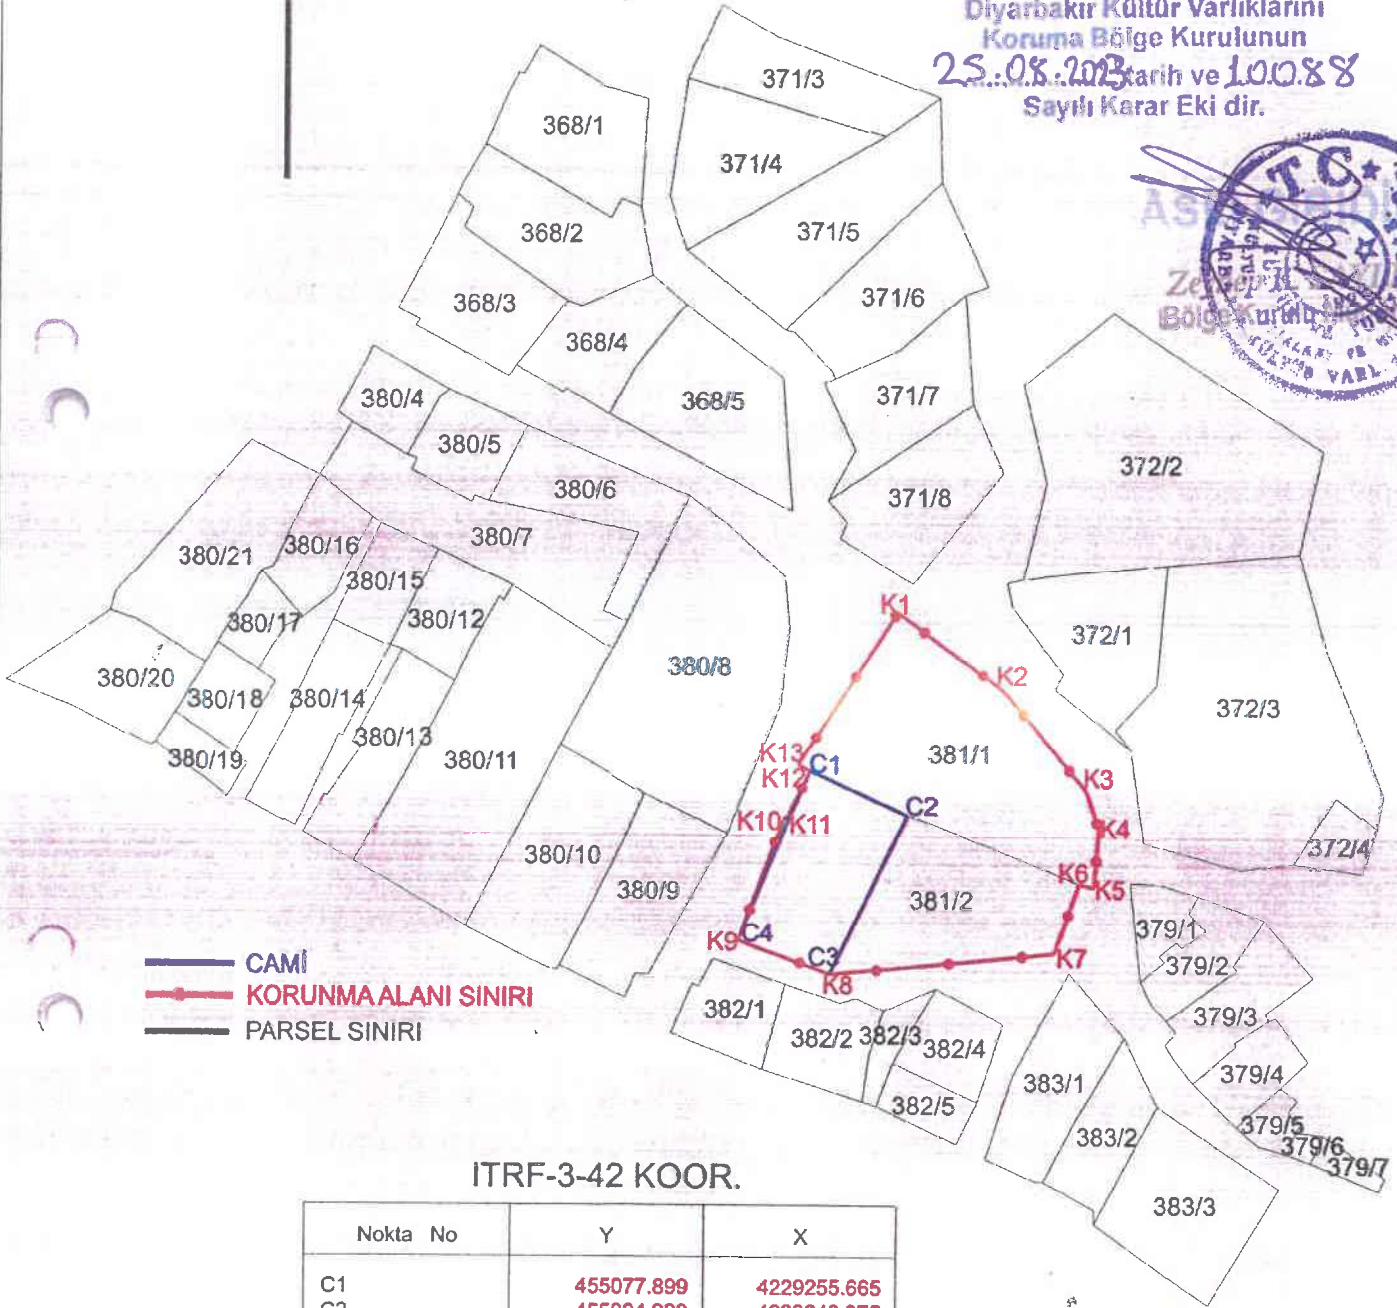 Diyarbakır Kültür Varlıklarını
Koruma Bölge Kurulunun
25.08.2023 tarih ve 10088
Sayılı Karar Eki dir.
T.C.
Bölge Kurulu
371/3
368/1
371/4
368/2
371/5
368/3
371/6
368/4
380/4
368/5
371/7
380/5
372/2
380/6
371/8
380/7
380/16
380/21
380/15
K1
380/17
380/12
372/1
380/8
K2
380/20
380/18
380/14
372/3
380/13
K13
C1
381/1
380/19
380/11
K12
K3
C2
K10
K11
K4
372/4
380/10
K6
380/9
K5
381/2
379/1
K9
C4
K7
C3
379/2
CAMİ
K8
KORUNMA ALANI SINIRI
382/1
379/3
PARSEL SINIRI
382/2
382/3
382/4
379/4
383/1
382/5
379/5
383/2
379/6
379/7
ITRF-3-42 KOOR.
383/3
Nokta No Y X
C1 455077.899 4229255.665